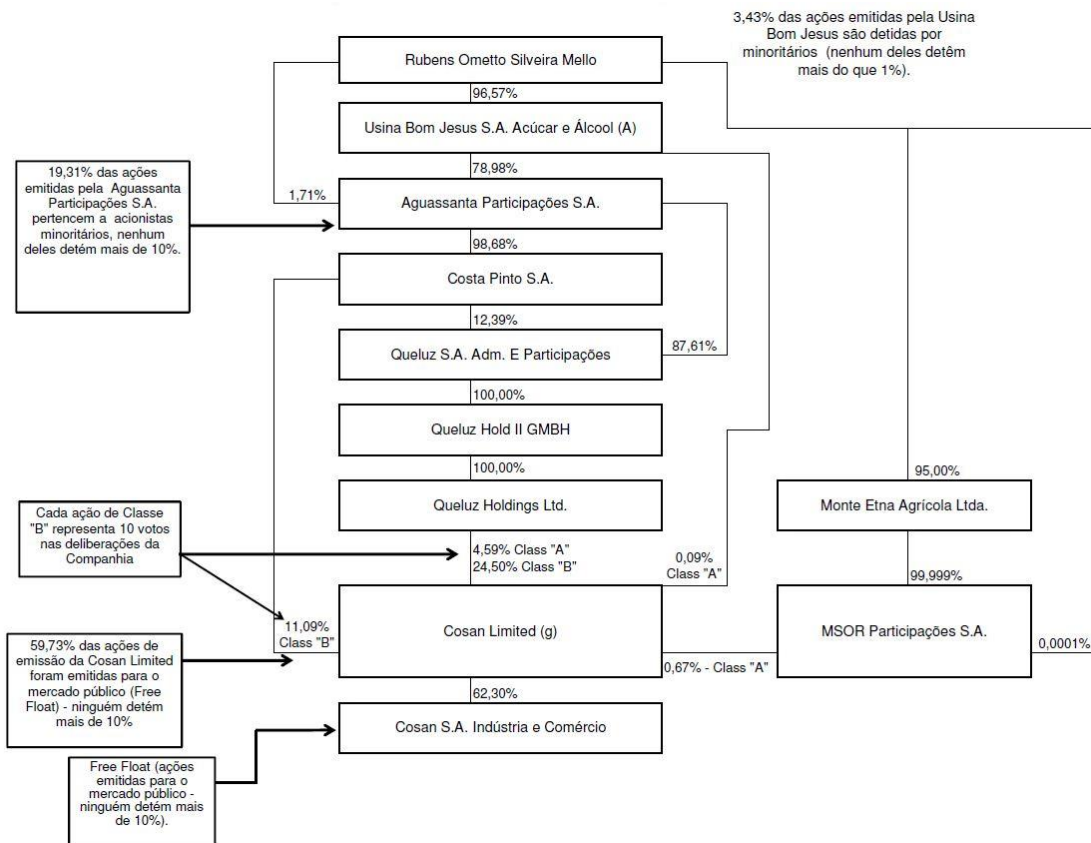 3,43% das ações emitidas pela Usina
Bom Jesus são detidas por
minoritários (nenhum deles detêm
mais do que 1%).
Rubens Ometto Silveira Mello
96,57%
Usina Bom Jesus S.A. Acúcar e Álcool (A)
78,98%
19,31% das ações
emitidas pela Aguassanta
Participações S.A.
pertencem a acionistas
minoritários, nenhum
deles detém mais de 10%.
1,71%
Aguassanta Participações S.A.
98,68%
Costa Pinto S.A.
12,39%
Queluz S.A. Adm. E Participações
87,61%
100,00%
Queluz Hold II GMBH
100,00%
95,00%
Queluz Holdings Ltd.
Monte Etna Agrícola Ltda.
Cada ação de Classe
"B" representa 10 votos
nas deliberações da
Companhia
4,59% Class "A"
24,50% Class "B"
0,09%
Class "A"
99,999%
11,09%
Class "B"
Cosan Limited (g)
MSOR Participações S.A.
59,73% das ações de
emissão da Cosan Limited
foram emitidas para o
mercado público (Free
Float) - ninguém detém
mais de 10%
0,67% - Class "A"
0,0001%
62,30%
Cosan S.A. Indústria e Comércio
Free Float (ações
emitidas para o
mercado público -
ninguém detém mais
de 10%).